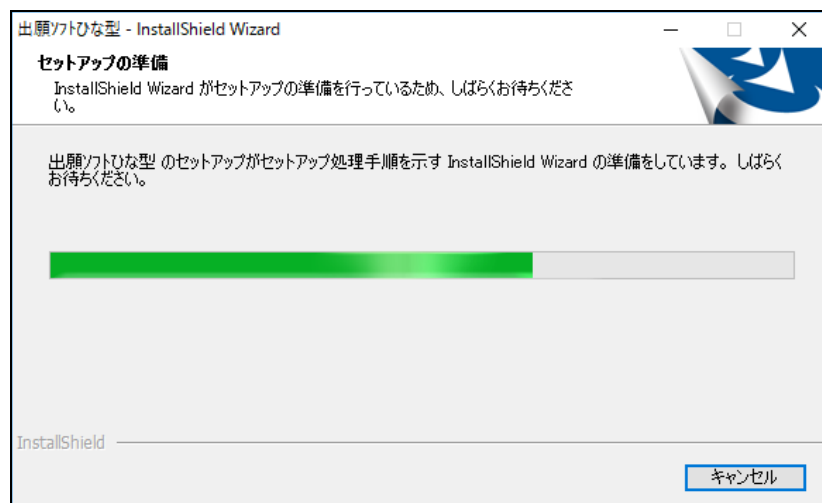 出願ｿﾌﾄひな型 - InstallShield Wizard
セットアップの準備
InstallShield Wizard がセットアップの準備を行っているため、しばらくお待ちくださ
い。
出願ｿﾌﾄひな型 のセットアップがセットアップ処理手順を示す InstallShield Wizard の準備をしています。しばらく
お待ちください。
InstallShield
キャンセル